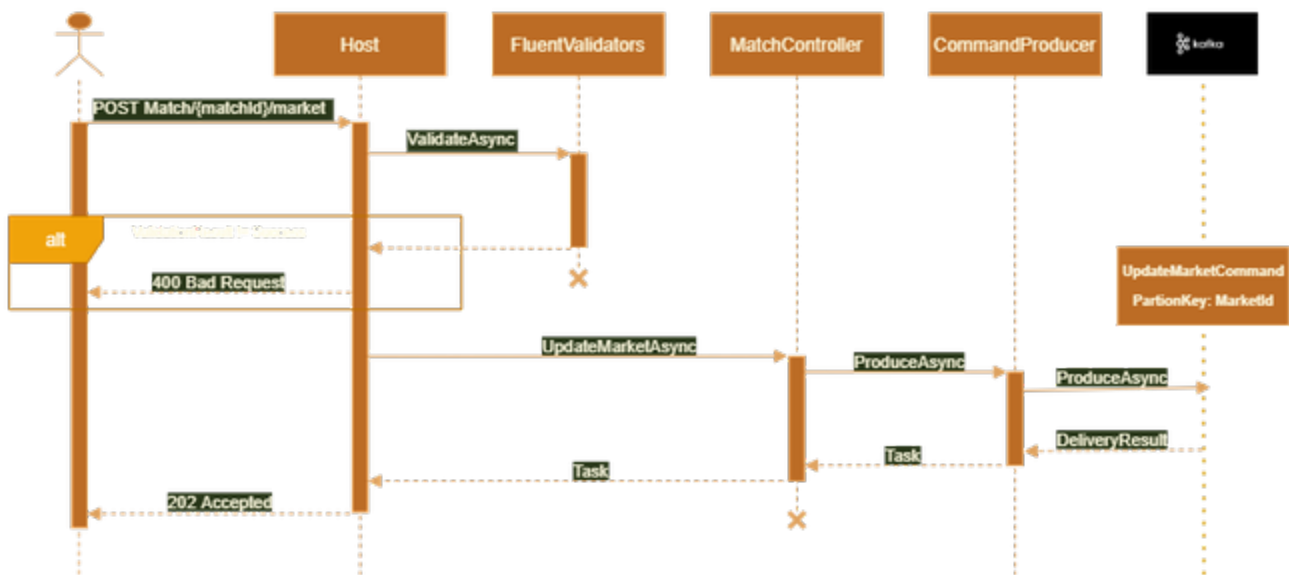 Host
FluentValidators
MatchController
CommandProducer
kafka
POST Match/{matchId}/market
ValidateAsync
alt
400 Bad Request
UpdateMarketCommand
PartionKey: MarketId
UpdateMarketAsync
ProduceAsync
ProduceAsync
DeliveryResult
Task
Task
202 Accepted